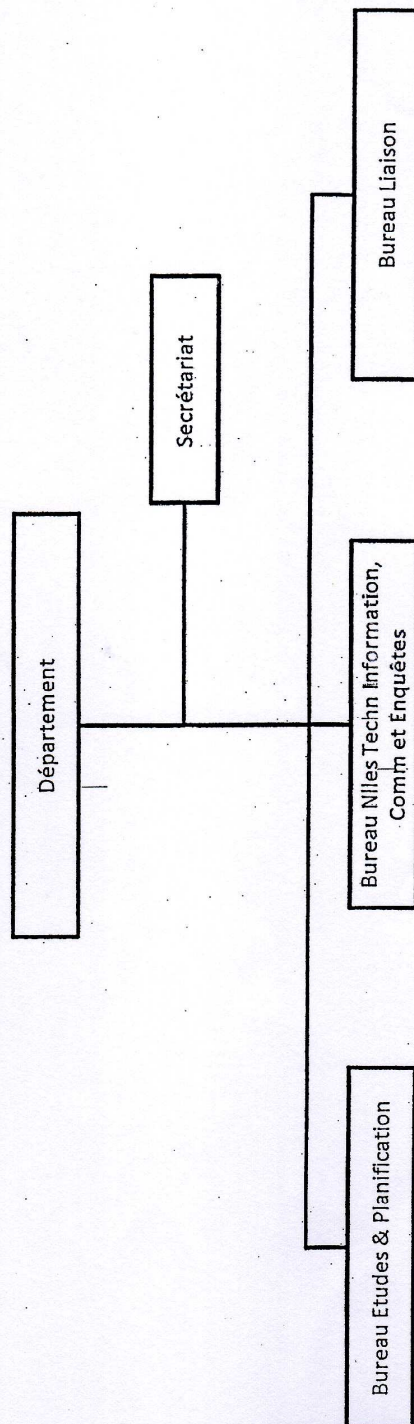 Département
Secrétariat
Bureau Etudes & Planification
Bureau Nlles Techn Information,
Comm et Enquêtes
Bureau Liaison